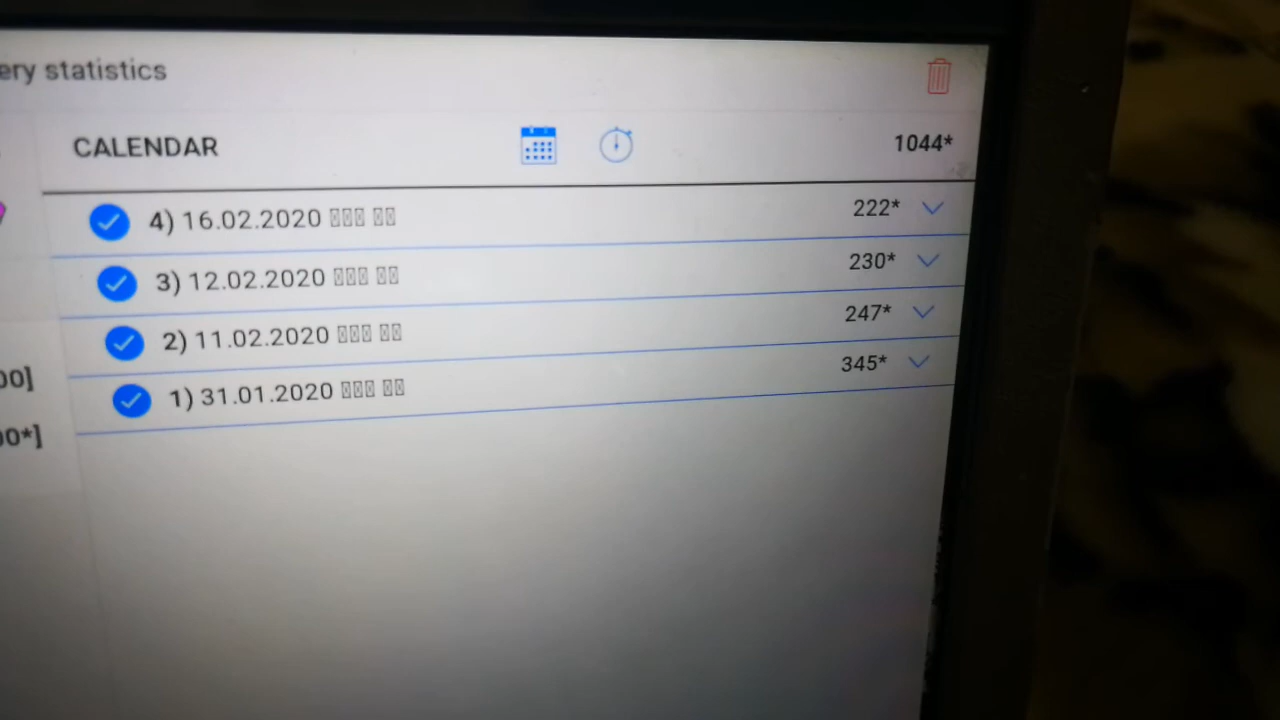 ery statistics
CALENDAR 1044*
4) 16.02.2020 222*
3) 12.02.2020 230*
2) 11.02.2020 247*
1) 31.01.2020 345*
00]
00*]